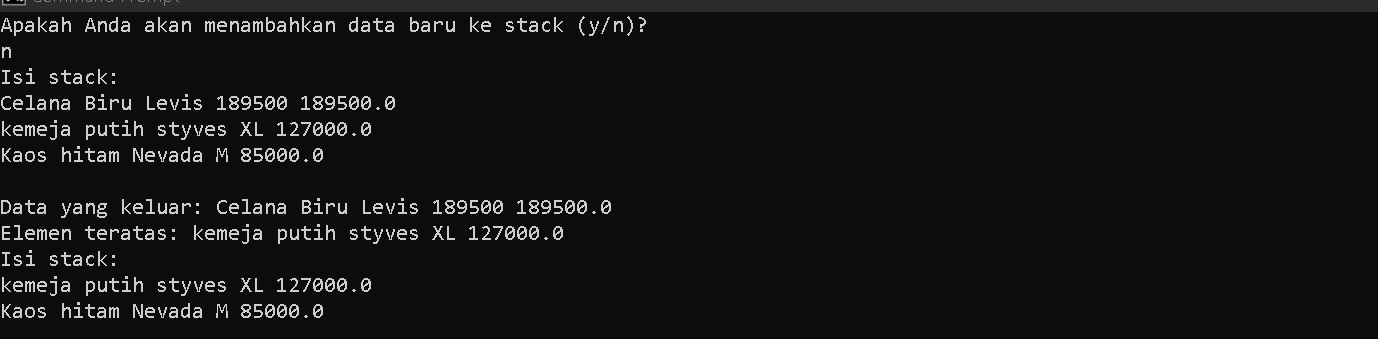 Apakah Anda akan menambahkan data baru ke stack (y/n)?
n
Isi stack:
Celana Biru Levis 189500 189500.0
kemeja putih styves XL 127000.0
Kaos hitam Nevada M 85000.0
Data yang keluar: Celana Biru Levis 189500 189500.0
Elemen teratas: kemeja putih styves XL 127000.0
Isi stack:
kemeja putih styves XL 127000.0
Kaos hitam Nevada M 85000.0